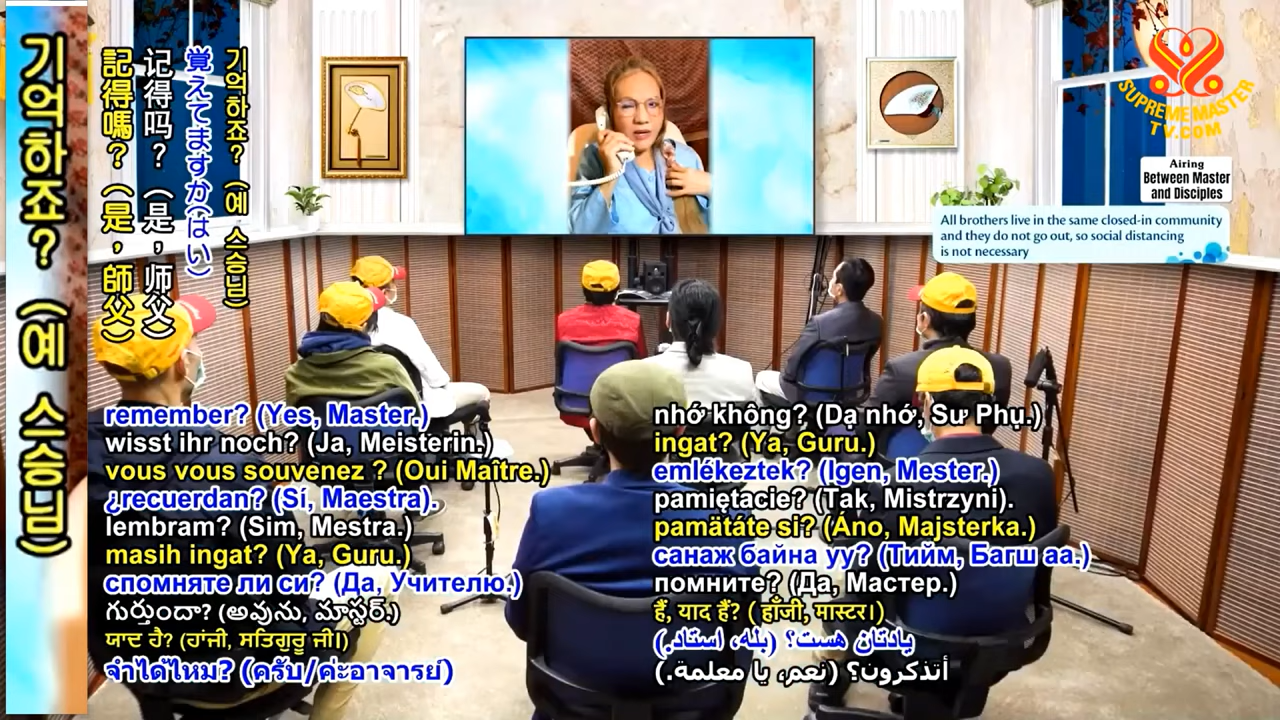 기억하죠? (예 스승님)
記得嗎？（是，師父）
记得吗？（是，师父）
覚えてますか(はい)
기억하죠? (예 스승님)
SUPREME MASTER
TV.COM
Airing
Between Master
and Disciples
All brothers live in the same closed-in community
and they do not go out, so social distancing
is not necessary
remember? (Yes, Master.)
wisst ihr noch? (Ja, Meisterin.)
vous vous souvenez ? (Oui Maître.)
¿recuerdan? (Sí, Maestra).
lembram? (Sim, Mestra.)
masih ingat? (Ya, Guru.)
спомняте ли си? (Да, Учителю.)
గుర్తుందా? (అవును, మాస్టర్.)
ਯਾਦ ਹੈ? (ਹਾਂਜੀ, ਸਤਿਗੁਰੂ ਜੀ।)
จำได้ไหม? (ครับ/ค่ะอาจารย์)
nhớ không? (Dạ nhớ, Sư Phụ.)
ingat? (Ya, Guru.)
emlékeztek? (Igen, Mester.)
pamiętacie? (Tak, Mistrzyni).
pamätáte si? (Áno, Majsterka.)
санаж байна уу? (Тийм, Багш аа.)
помните? (Да, Мастер.)
हैं, याद हैं? ( हाँजी, मास्टर।)
یادتان هست؟ (بله، استاد.)
أتذكرون؟ (نعم، يا معلمة.)